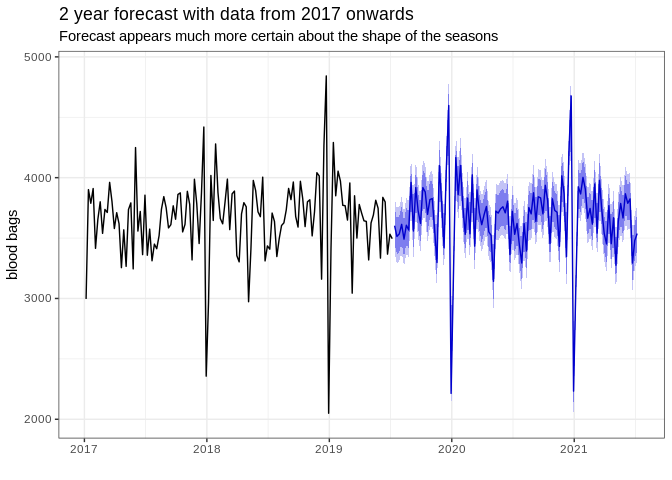 2 year forecast with data from 2017 onwards
Forecast appears much more certain about the shape of the seasons
blood bags
5000
4000
3000
2000
2017 2018 2019 2020 2021